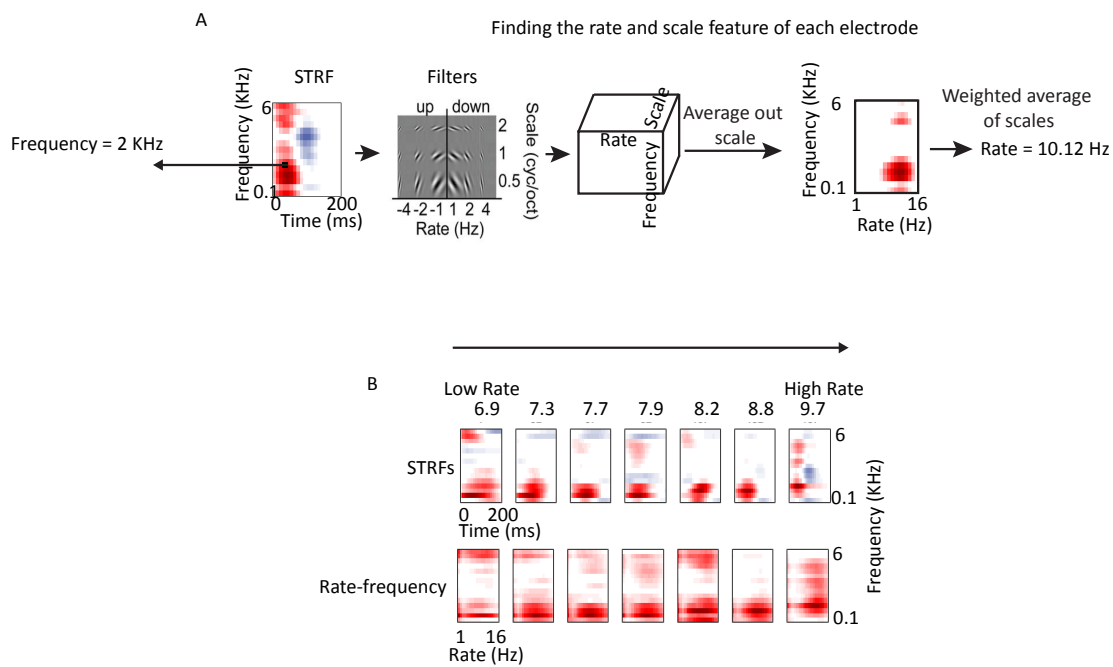 A
Finding the rate and scale feature of each electrode
STRF
Frequency (KHz)
6
0.1
0
200
Time (ms)
Frequency = 2 KHz
Filters
up
down
Scale (cyc/oct)
2
1
0.5
-4 -2 -1 1 2 4
Rate (Hz)
Scale
Rate
Frequency
Average out
scale
Frequency (KHz)
6
0.1
1
16
Rate (Hz)
Weighted average
of scales
Rate = 10.12 Hz
B
Low Rate
High Rate
6.9 7.3 7.7 7.9 8.2 8.8 9.7
STRFs
6
0.1
0 200
Time (ms)
Frequency (KHz)
Rate-frequency
6
0.1
1 16
Rate (Hz)